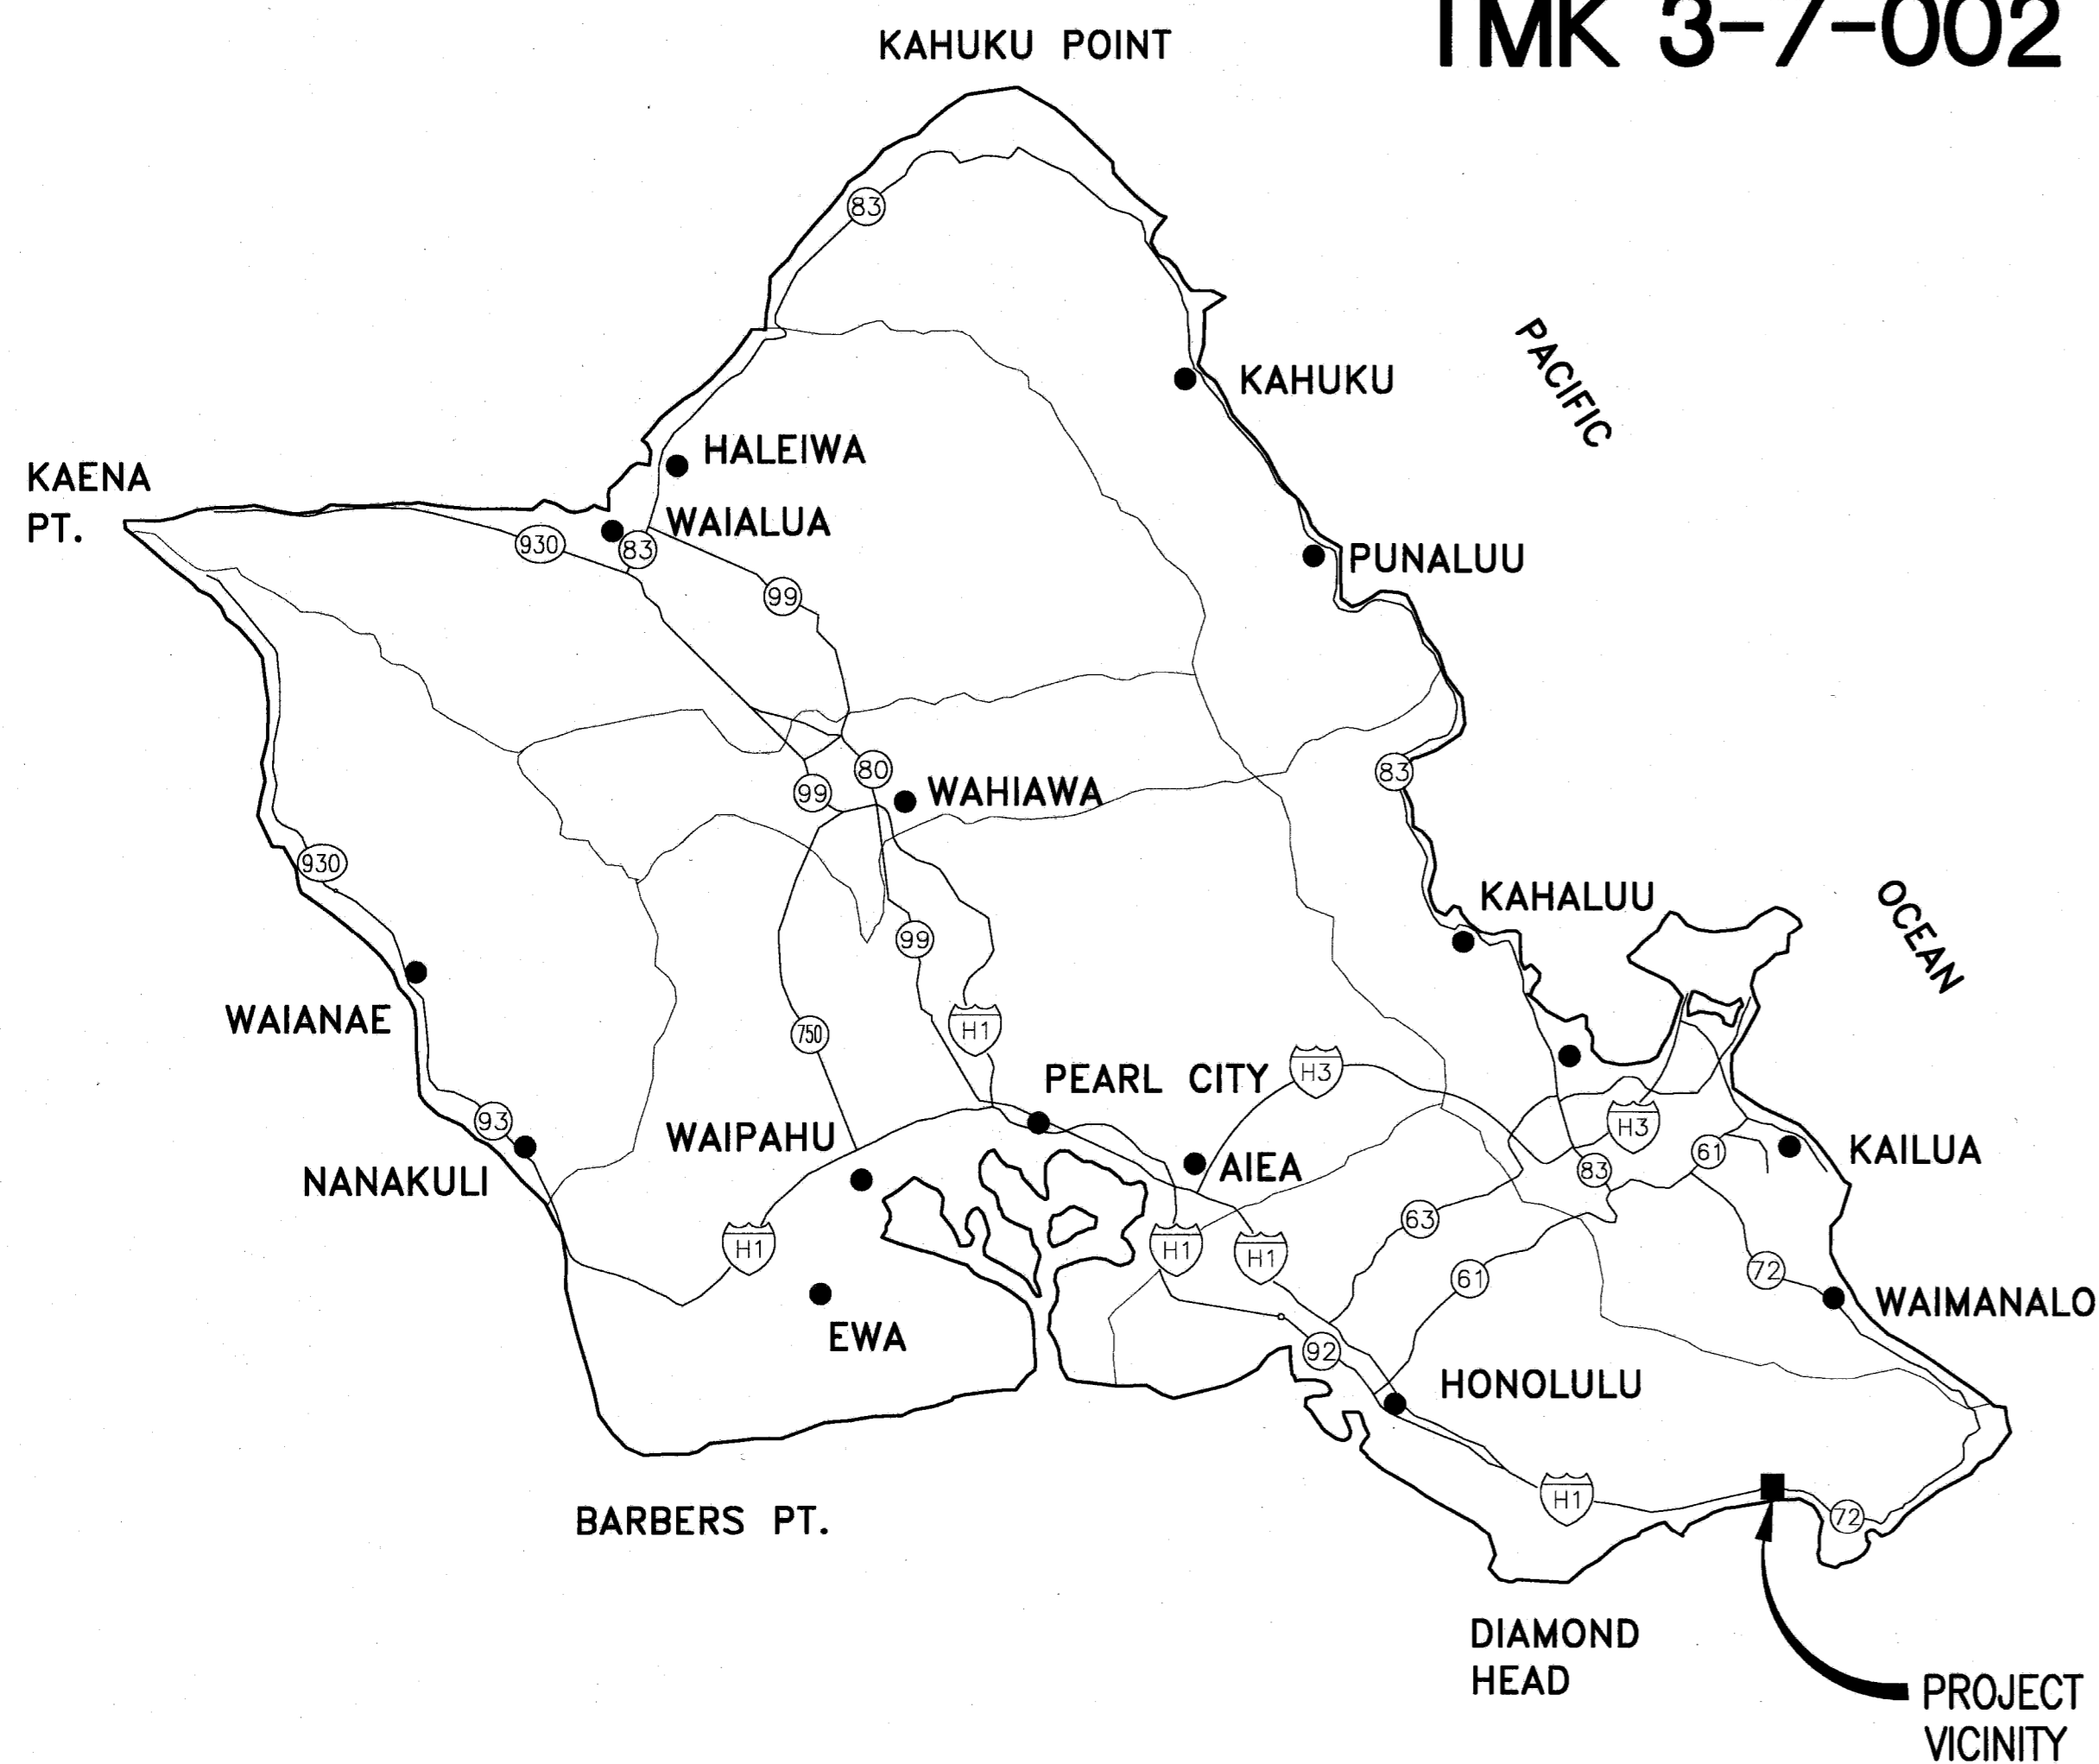 TMK 3-7-002
KAHUKU POINT
83
PACIFIC
KAHUKU
HALEIWA
KAENA
PT.
WAIALUA
930
83
PUNALUU
99
80
83
99
WAHIAWA
930
KAHALUU
OCEAN
99
WAIANAE
750
H1
PEARL CITY
H3
93
WAIPAHU
H3
NANAKULI
AIEA
83
61
KAILUA
H1
63
H1
H1
61
72
EWA
WAIMANALO
92
HONOLULU
H1
BARBERS PT.
72
DIAMOND
HEAD
PROJECT
VICINITY